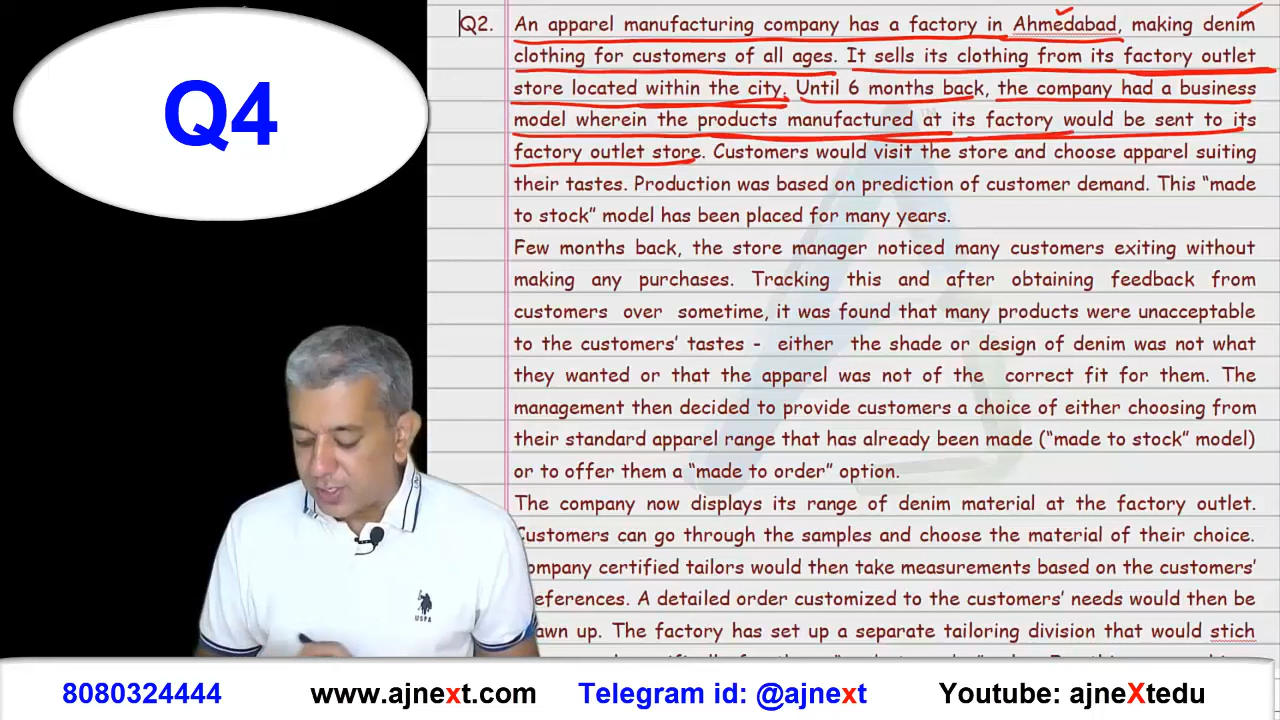 Q4
Q2. An apparel manufacturing company has a factory in Ahmedabad, making denim
clothing for customers of all ages. It sells its clothing from its factory outlet
store located within the city. Until 6 months back, the company had a business
model wherein the products manufactured at its factory would be sent to its
factory outlet store. Customers would visit the store and choose apparel suiting
their tastes. Production was based on prediction of customer demand. This “made
to stock” model has been placed for many years.
Few months back, the store manager noticed many customers exiting without
making any purchases. Tracking this and after obtaining feedback from
customers over sometime, it was found that many products were unacceptable
to the customers’ tastes - either the shade or design of denim was not what
they wanted or that the apparel was not of the correct fit for them. The
management then decided to provide customers a choice of either choosing from
their standard apparel range that has already been made (“made to stock” model)
or to offer them a “made to order” option.
The company now displays its range of denim material at the factory outlet.
Customers can go through the samples and choose the material of their choice.
ompany certified tailors would then take measurements based on the customers’
eferences. A detailed order customized to the customers’ needs would then be
awn up. The factory has set up a separate tailoring division that would stich
USPA
8080324444 www.ajnext.com Telegram id: @ajnext Youtube: ajneXtedu